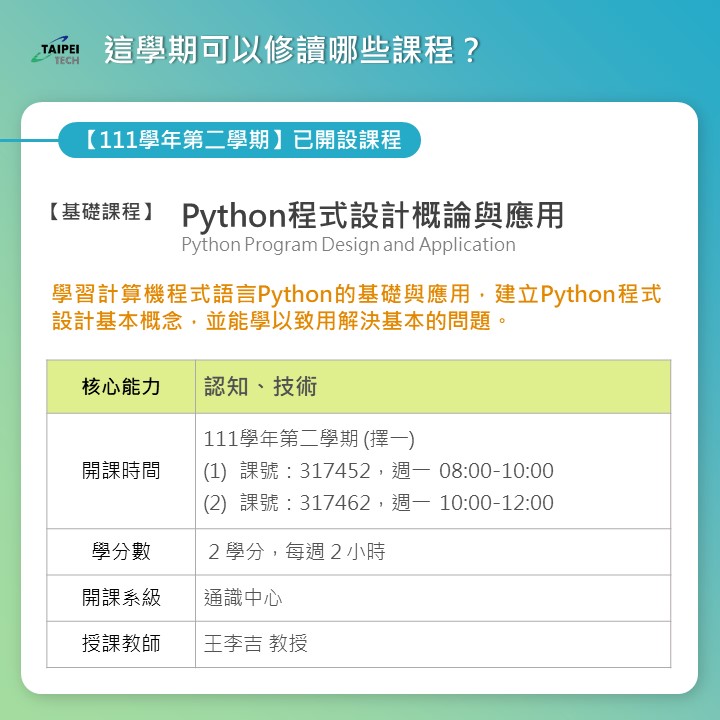 TAIPEI
TECH
這學期可以修讀哪些課程？
【111學年第二學期】已開設課程
【基礎課程】 Python程式設計概論與應用
Python Program Design and Application
學習計算機程式語言Python的基礎與應用，建立Python程式
設計基本概念，並能學以致用解決基本的問題。
核心能力 認知、技術
開課時間
111學年第二學期 (擇一)
(1) 課號：317452，週一 08:00-10:00
(2) 課號：317462，週一 10:00-12:00
學分數 2 學分，每週 2 小時
開課系級 通識中心
授課教師 王李吉 教授